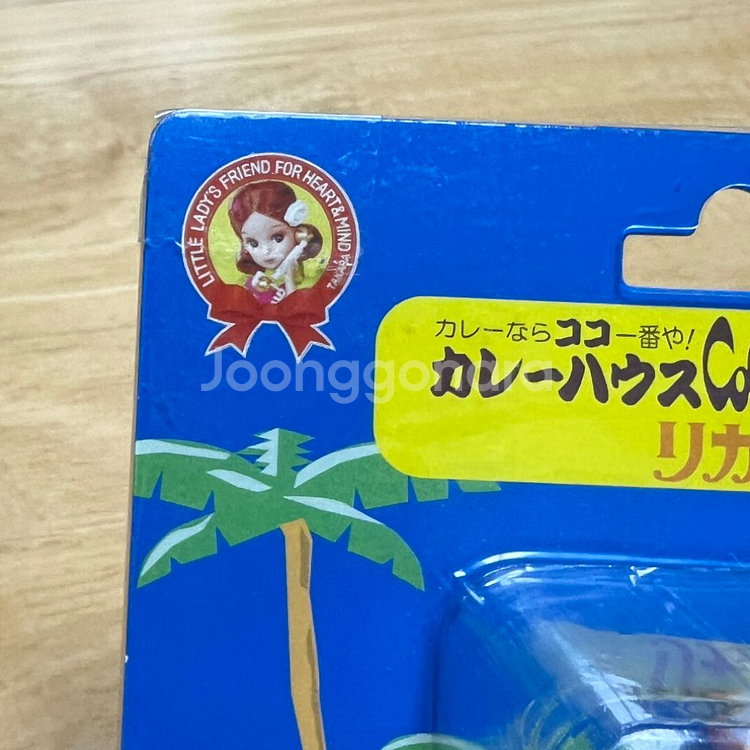 LITTLE LADY'S FRIEND FOR HEART & MIND
TAKARA
カレーならココ一番や!
カレーハウス Co
リカ
Joonggonara